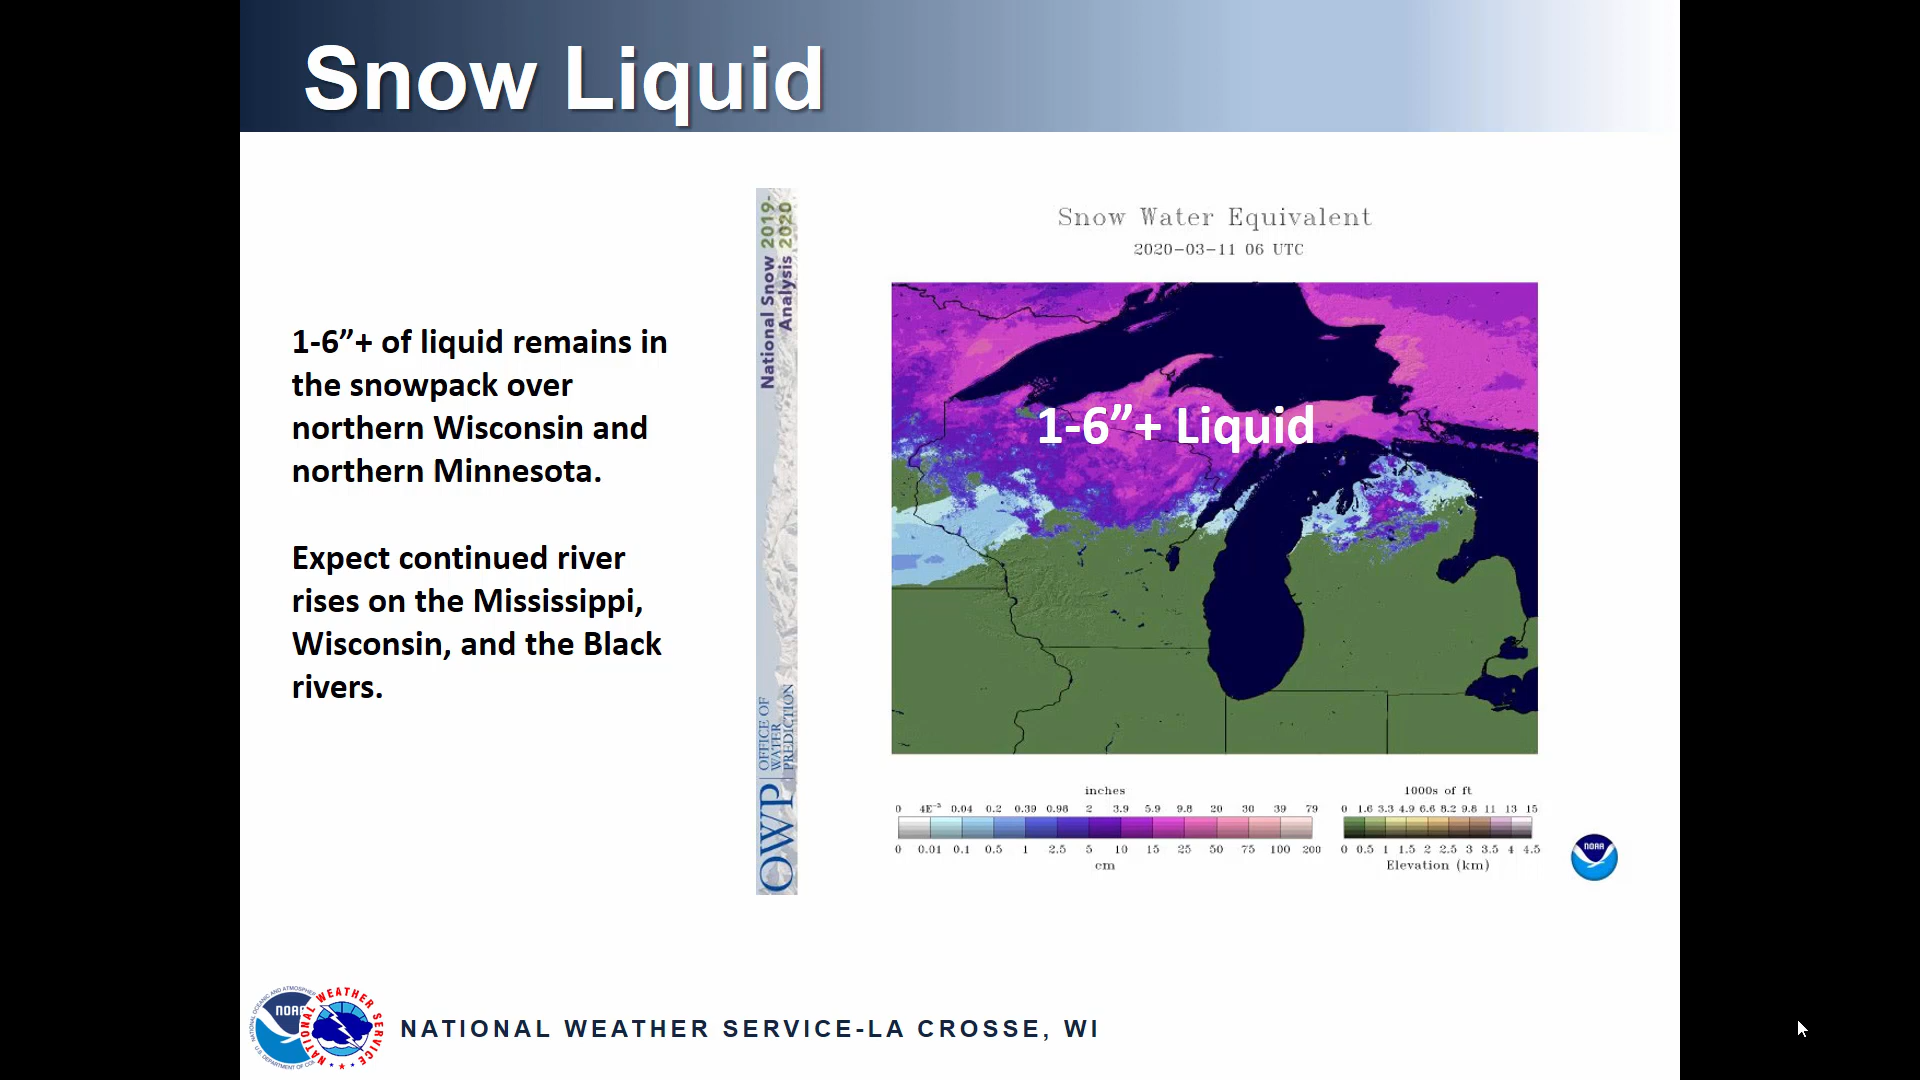 Snow Liquid
1-6”+ of liquid remains in
the snowpack over
northern Wisconsin and
northern Minnesota.
Expect continued river
rises on the Mississippi,
Wisconsin, and the Black
rivers.
National Snow 2019-
Analysis 2020
OWP
OFFICE OF
WATER
PREDICTION
Snow Water Equivalent
2020-03-11 06 UTC
1-6”+ Liquid
inches
0 4E⁻³ 0.04 0.2 0.39 0.98 2 3.9 5.9 9.8 20 30 39 79
0 0.01 0.1 0.5 1 2.5 5 10 15 25 50 75 100 200
cm
1000s of ft
0 1.6 3.3 4.9 6.6 8.2 9.8 11 13 15
0 0.5 1 1.5 2 2.5 3 3.5 4 4.5
Elevation (km)
NOAA
NOAA
NATIONAL WEATHER SERVICE
NATIONAL WEATHER SERVICE-LA CROSSE, WI